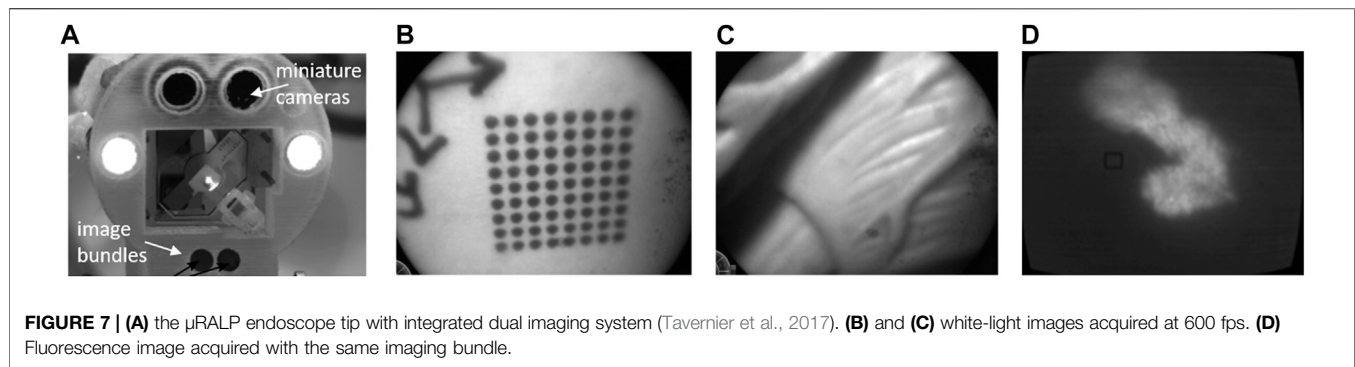 A
B
C
D
miniature
cameras
image
bundles
FIGURE 7 | (A) the µRALP endoscope tip with integrated dual imaging system (Tavernier et al., 2017). (B) and (C) white-light images acquired at 600 fps. (D)
Fluorescence image acquired with the same imaging bundle.